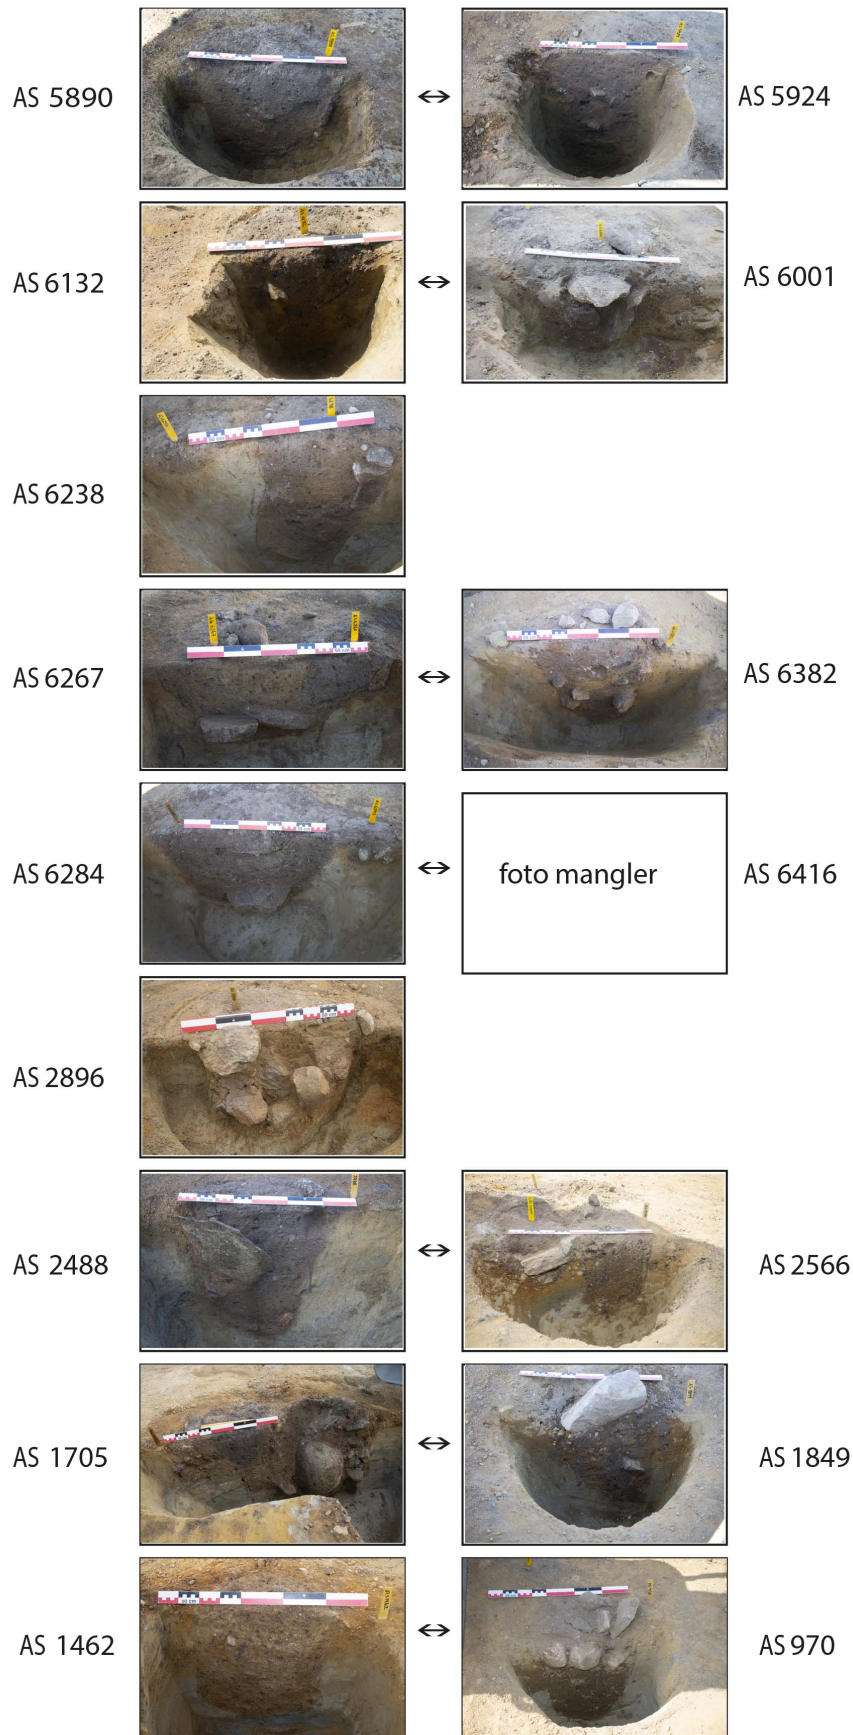 AS 5890
AS 5924
AS 6132
AS 6001
AS 6238
AS 6267
AS 6382
AS 6284
foto mangler
AS 6416
AS 2896
AS 2488
AS 2566
AS 1705
AS 1849
AS 1462
AS 970